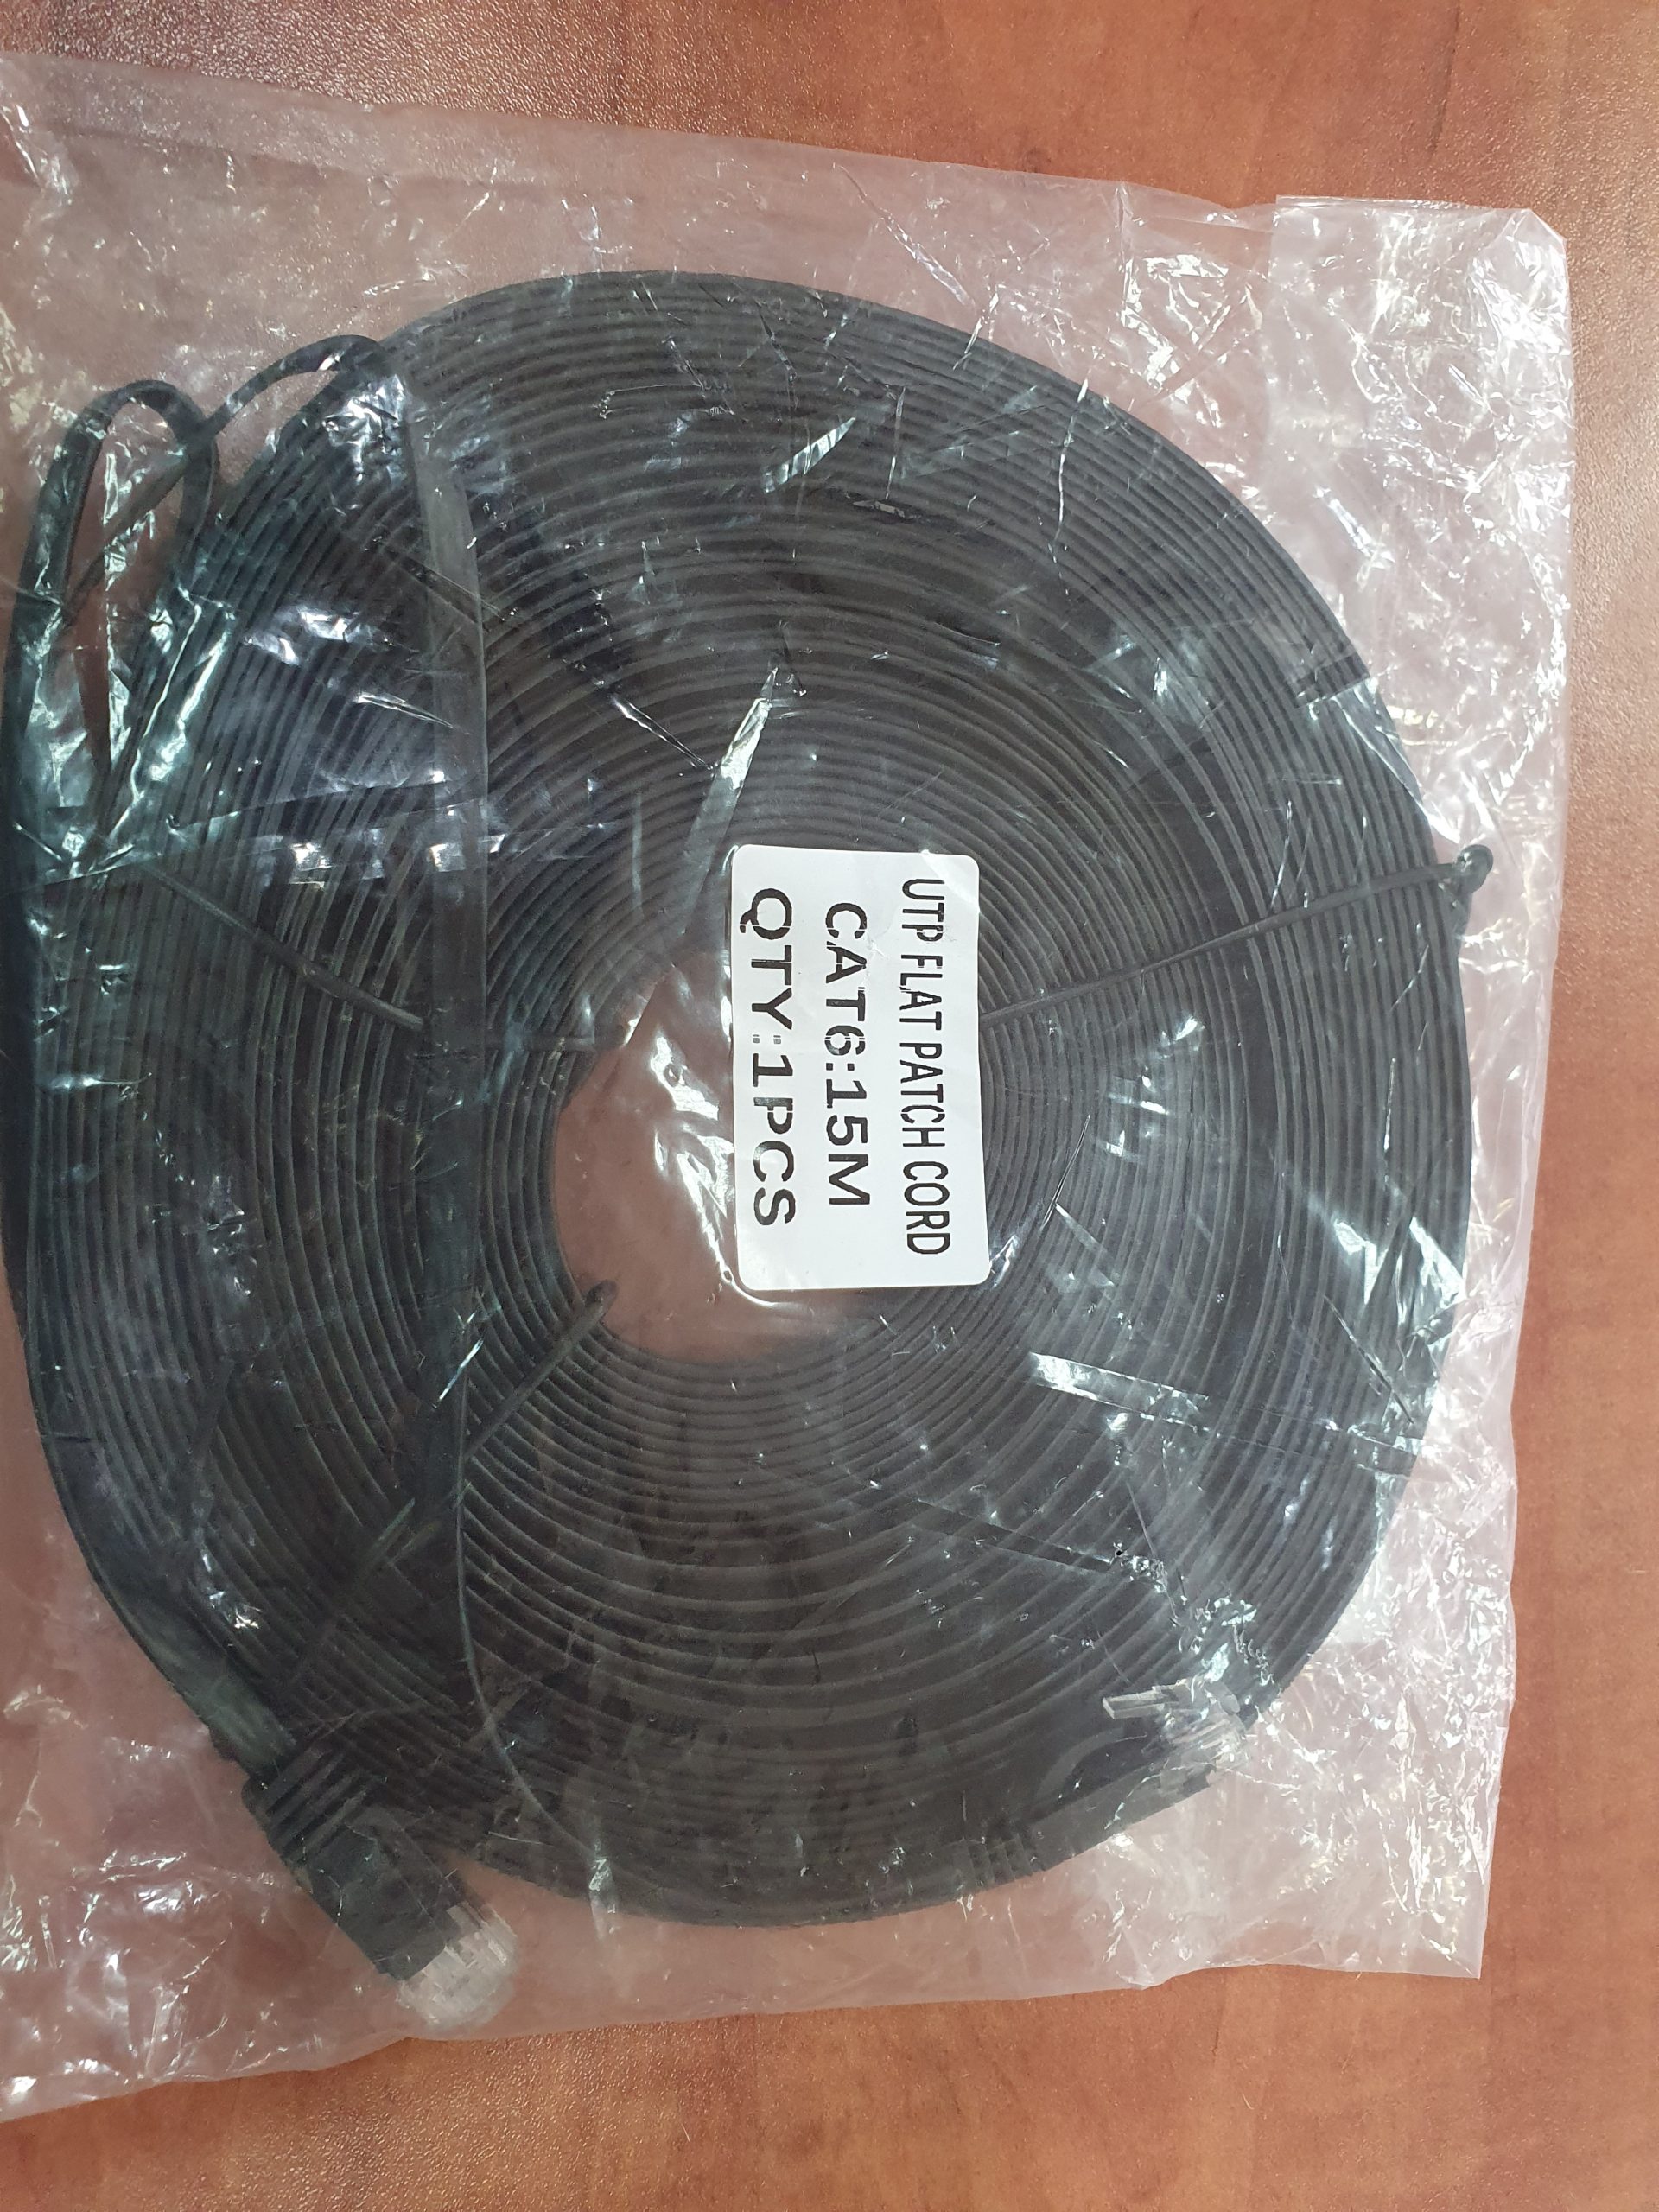 UTP FLAT PATCH CORD
CAT6:15M
QTY:1PCS